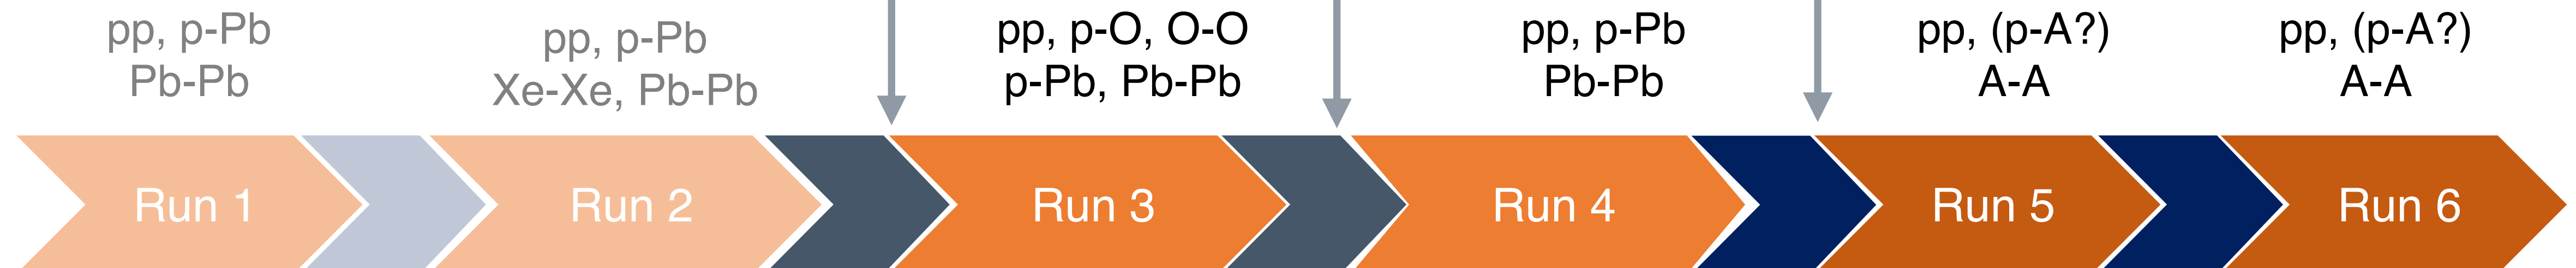 pp, p-Pb
Pb-Pb
pp, p-Pb
Xe-Xe, Pb-Pb
pp, p-O, O-O
p-Pb, Pb-Pb
pp, p-Pb
Pb-Pb
pp, (p-A?)
A-A
pp, (p-A?)
A-A
Run 1
Run 2
Run 3
Run 4
Run 5
Run 6